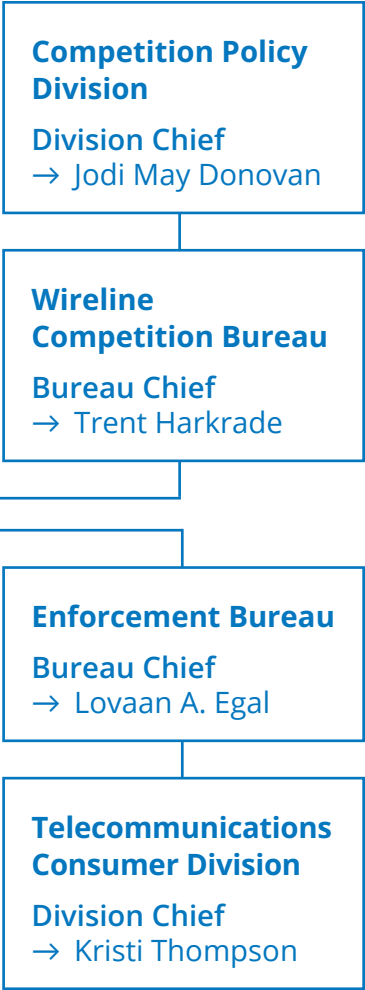 Competition Policy
Division
Division Chief
→ Jodi May Donovan
Wireline
Competition Bureau
Bureau Chief
→ Trent Harkrade
Enforcement Bureau
Bureau Chief
→ Lovaan A. Egal
Telecommunications
Consumer Division
Division Chief
→ Kristi Thompson